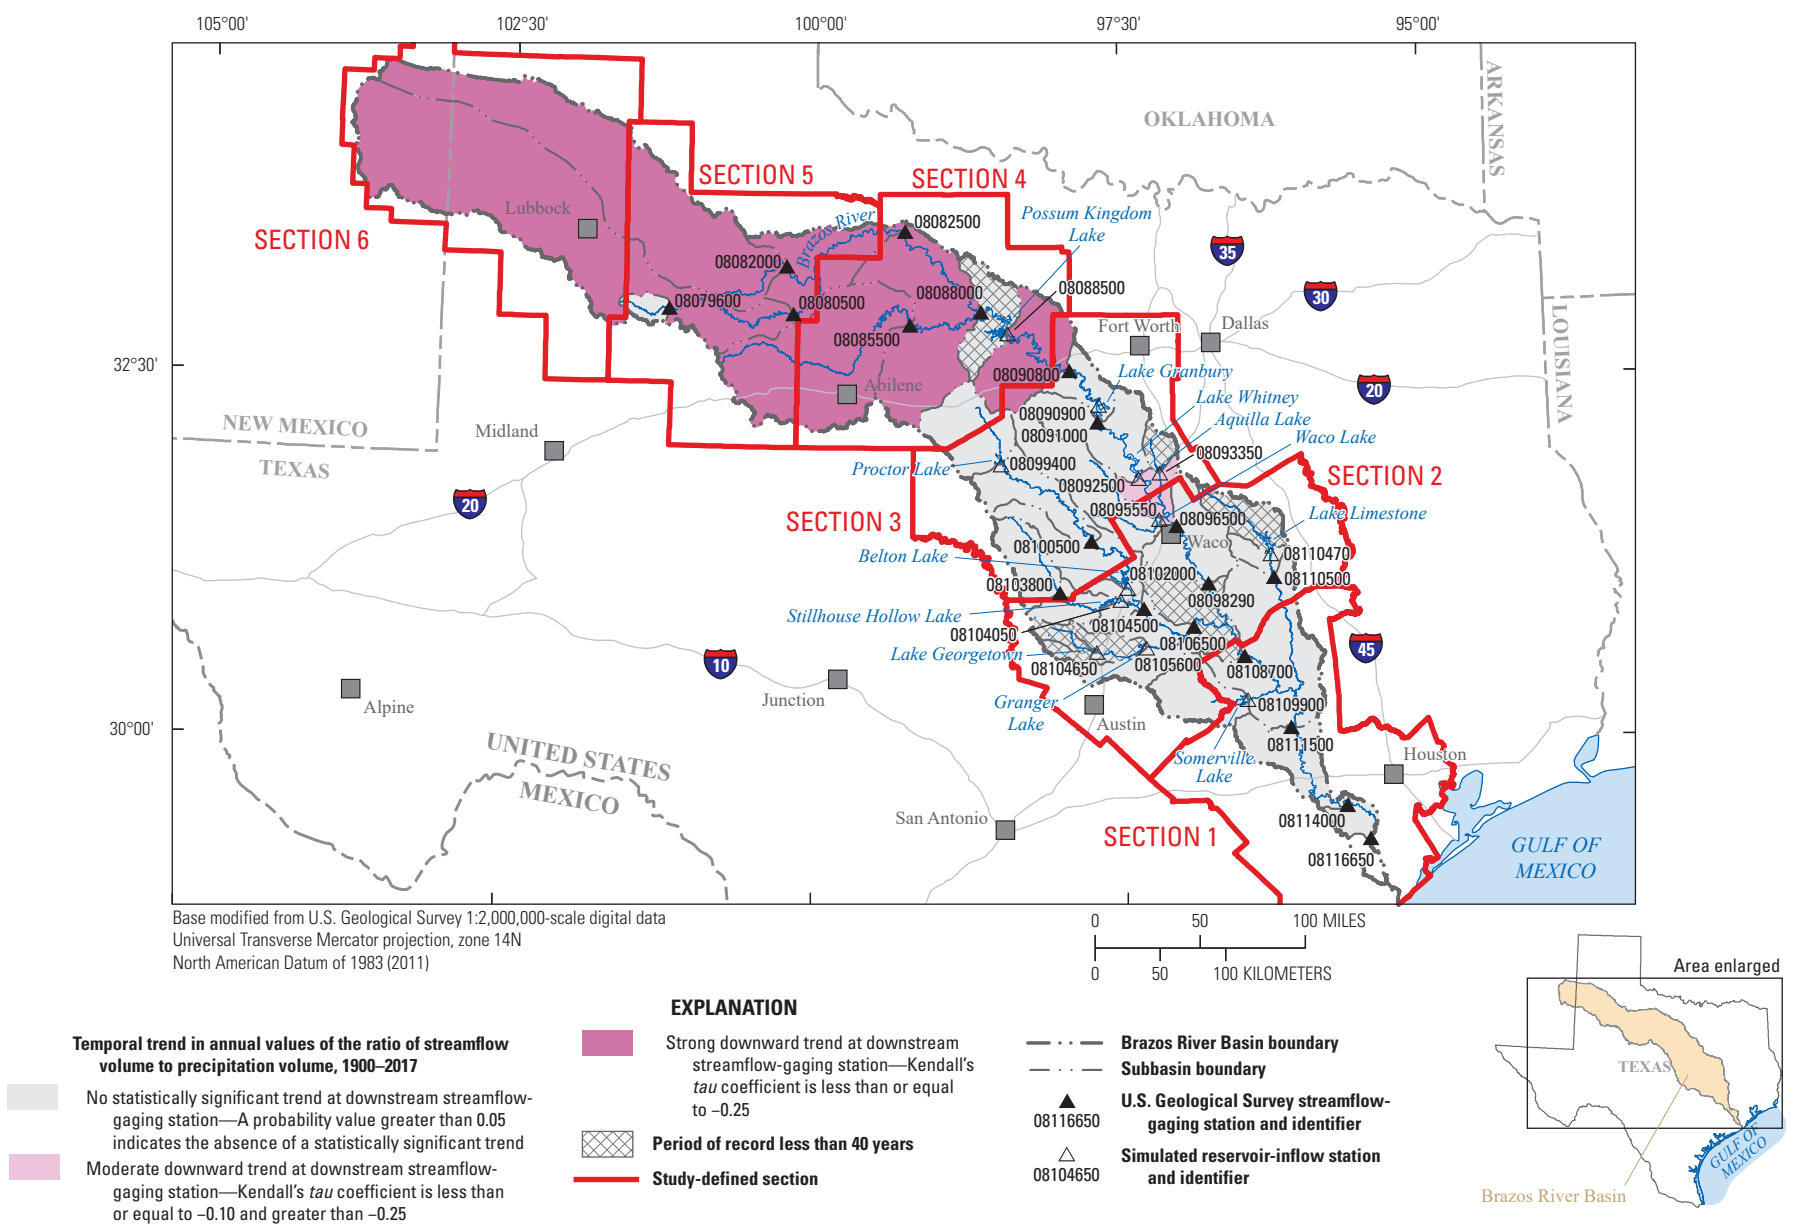 105°00'
102°30'
100°00'
97°30'
95°00'
32°30'
30°00'
OKLAHOMA
ARKANSAS
LOUISIANA
NEW MEXICO
TEXAS
UNITED STATES
MEXICO
GULF OF
MEXICO
SECTION 6
SECTION 5
SECTION 4
SECTION 3
SECTION 2
SECTION 1
Lubbock
Brazos River
Possum Kingdom
Lake
08082500
08082000
08079600
08080500
08088000
08088500
08085500
Fort Worth
Dallas
35
30
20
Abilene
08090800
Lake Granbury
Lake Whitney
Aquilla Lake
Waco Lake
08090900
08091000
08093350
Midland
Proctor Lake
08099400
08092500
20
08095550
08096500
Lake Limestone
Waco
08100500
08110470
Belton Lake
08102000
08110500
08103800
08098290
Stillhouse Hollow Lake
08104500
08104050
08106500
45
Lake Georgetown
08104650
08105600
08108700
10
Junction
Alpine
Granger
Lake
08109900
Austin
08111500
Somerville
Lake
Houston
San Antonio
08114000
08116650
Base modified from U.S. Geological Survey 1:2,000,000-scale digital data
Universal Transverse Mercator projection, zone 14N
North American Datum of 1983 (2011)
0 50 100 MILES
0 50 100 KILOMETERS
EXPLANATION
Temporal trend in annual values of the ratio of streamflow
volume to precipitation volume, 1900–2017
No statistically significant trend at downstream streamflow-
gaging station—A probability value greater than 0.05
indicates the absence of a statistically significant trend
Moderate downward trend at downstream streamflow-
gaging station—Kendall's tau coefficient is less than
or equal to −0.10 and greater than −0.25
Strong downward trend at downstream
streamflow-gaging station—Kendall's
tau coefficient is less than or equal
to −0.25
Period of record less than 40 years
Study-defined section
Brazos River Basin boundary
Subbasin boundary
U.S. Geological Survey streamflow-
gaging station and identifier
08116650
Simulated reservoir-inflow station
and identifier
08104650
Area enlarged
TEXAS
GULF OF
MEXICO
Brazos River Basin